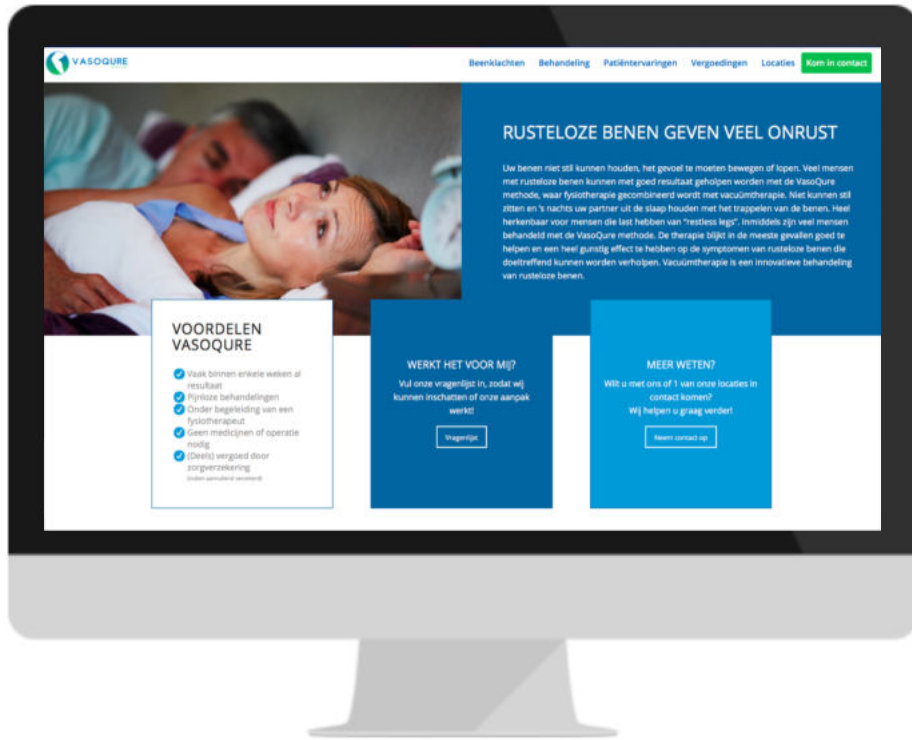 VASOQURE
Beenklachten Behandeling Patiëntervaringen Vergoedingen Locaties Kom in contact
RUSTELOZE BENEN GEVEN VEEL ONRUST
Uw benen niet stil kunnen houden, het gevoel te moeten bewegen of lopen. Veel mensen
met rusteloze benen kunnen met goed resultaat geholpen worden met de VasoQure
methode, waar fysiotherapie gecombineerd wordt met vacuümtherapie. Niet kunnen stil
zitten en 's nachts uw partner uit de slaap houden met het trappelen van de benen. Heel
herkenbaar voor mensen die last hebben van "restless legs". Inmiddels zijn veel mensen
behandeld met de VasoQure methode. De therapie blijkt in de meeste gevallen goed te
helpen en een heel gunstig effect te hebben op de symptomen van rusteloze benen die
doeltreffend kunnen worden verholpen. Vacuümtherapie is een innovatieve behandeling
van rusteloze benen.
VOORDELEN
VASOQURE
Vaak binnen enkele weken al
resultaat
Pijnloze behandelingen
Onder begeleiding van een
fysiotherapeut
Geen medicijnen of operatie
nodig
(Deels) vergoed door
zorgverzekering
(indien aanvullend verzekerd)
WERKT HET VOOR MIJ?
Vul onze vragenlijst in, zodat wij
kunnen inschatten of onze aanpak
werkt!
Vragenlijst
MEER WETEN?
Wilt u met ons of 1 van onze locaties in
contact komen?
Wij helpen u graag verder!
Neem contact op